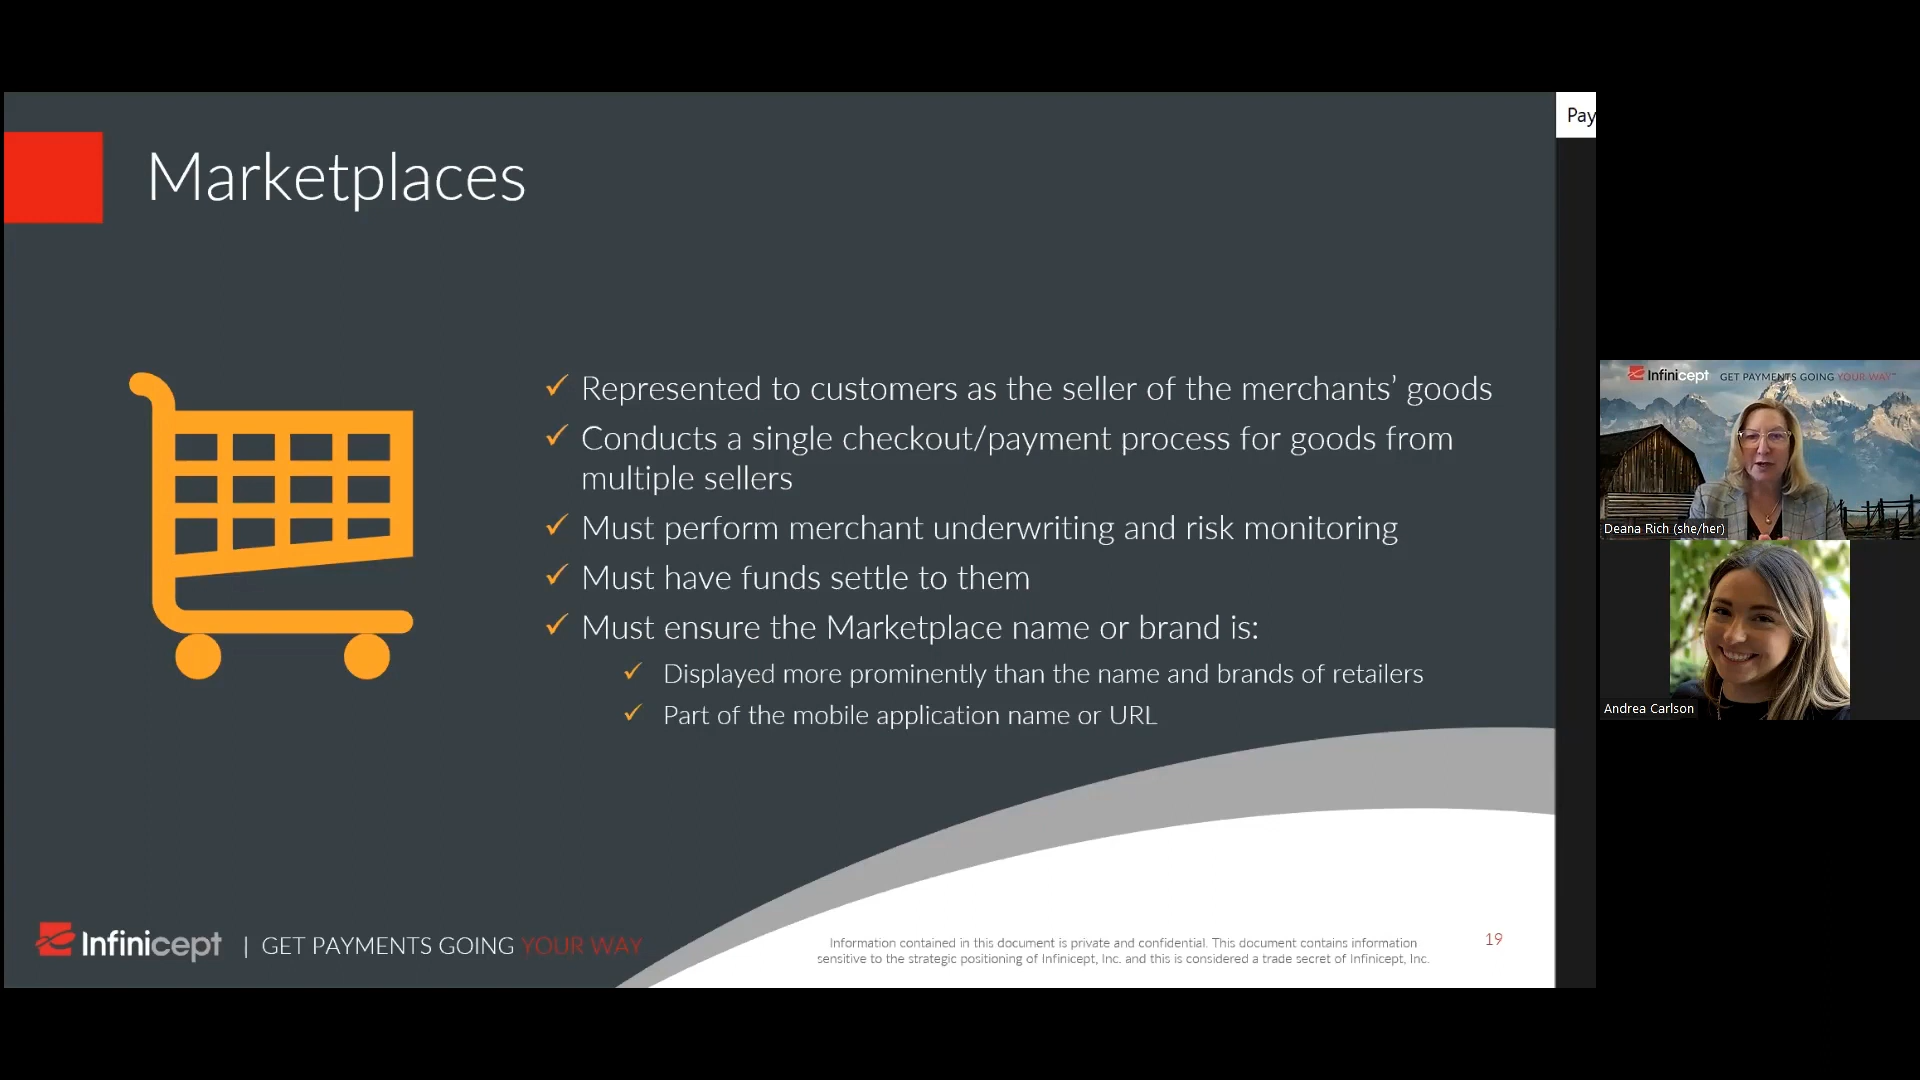 Pay
Marketplaces
✓ Represented to customers as the seller of the merchants’ goods
✓ Conducts a single checkout/payment process for goods from
multiple sellers
✓ Must perform merchant underwriting and risk monitoring
✓ Must have funds settle to them
✓ Must ensure the Marketplace name or brand is:
✓ Displayed more prominently than the name and brands of retailers
✓ Part of the mobile application name or URL
Infinicept | GET PAYMENTS GOING YOUR WAY
Information contained in this document is private and confidential. This document contains information
sensitive to the strategic positioning of Infinicept, Inc. and this is considered a trade secret of Infinicept, Inc.
19
Infinicept GET PAYMENTS GOING YOUR WAY™
Deana Rich (she/her)
Andrea Carlson